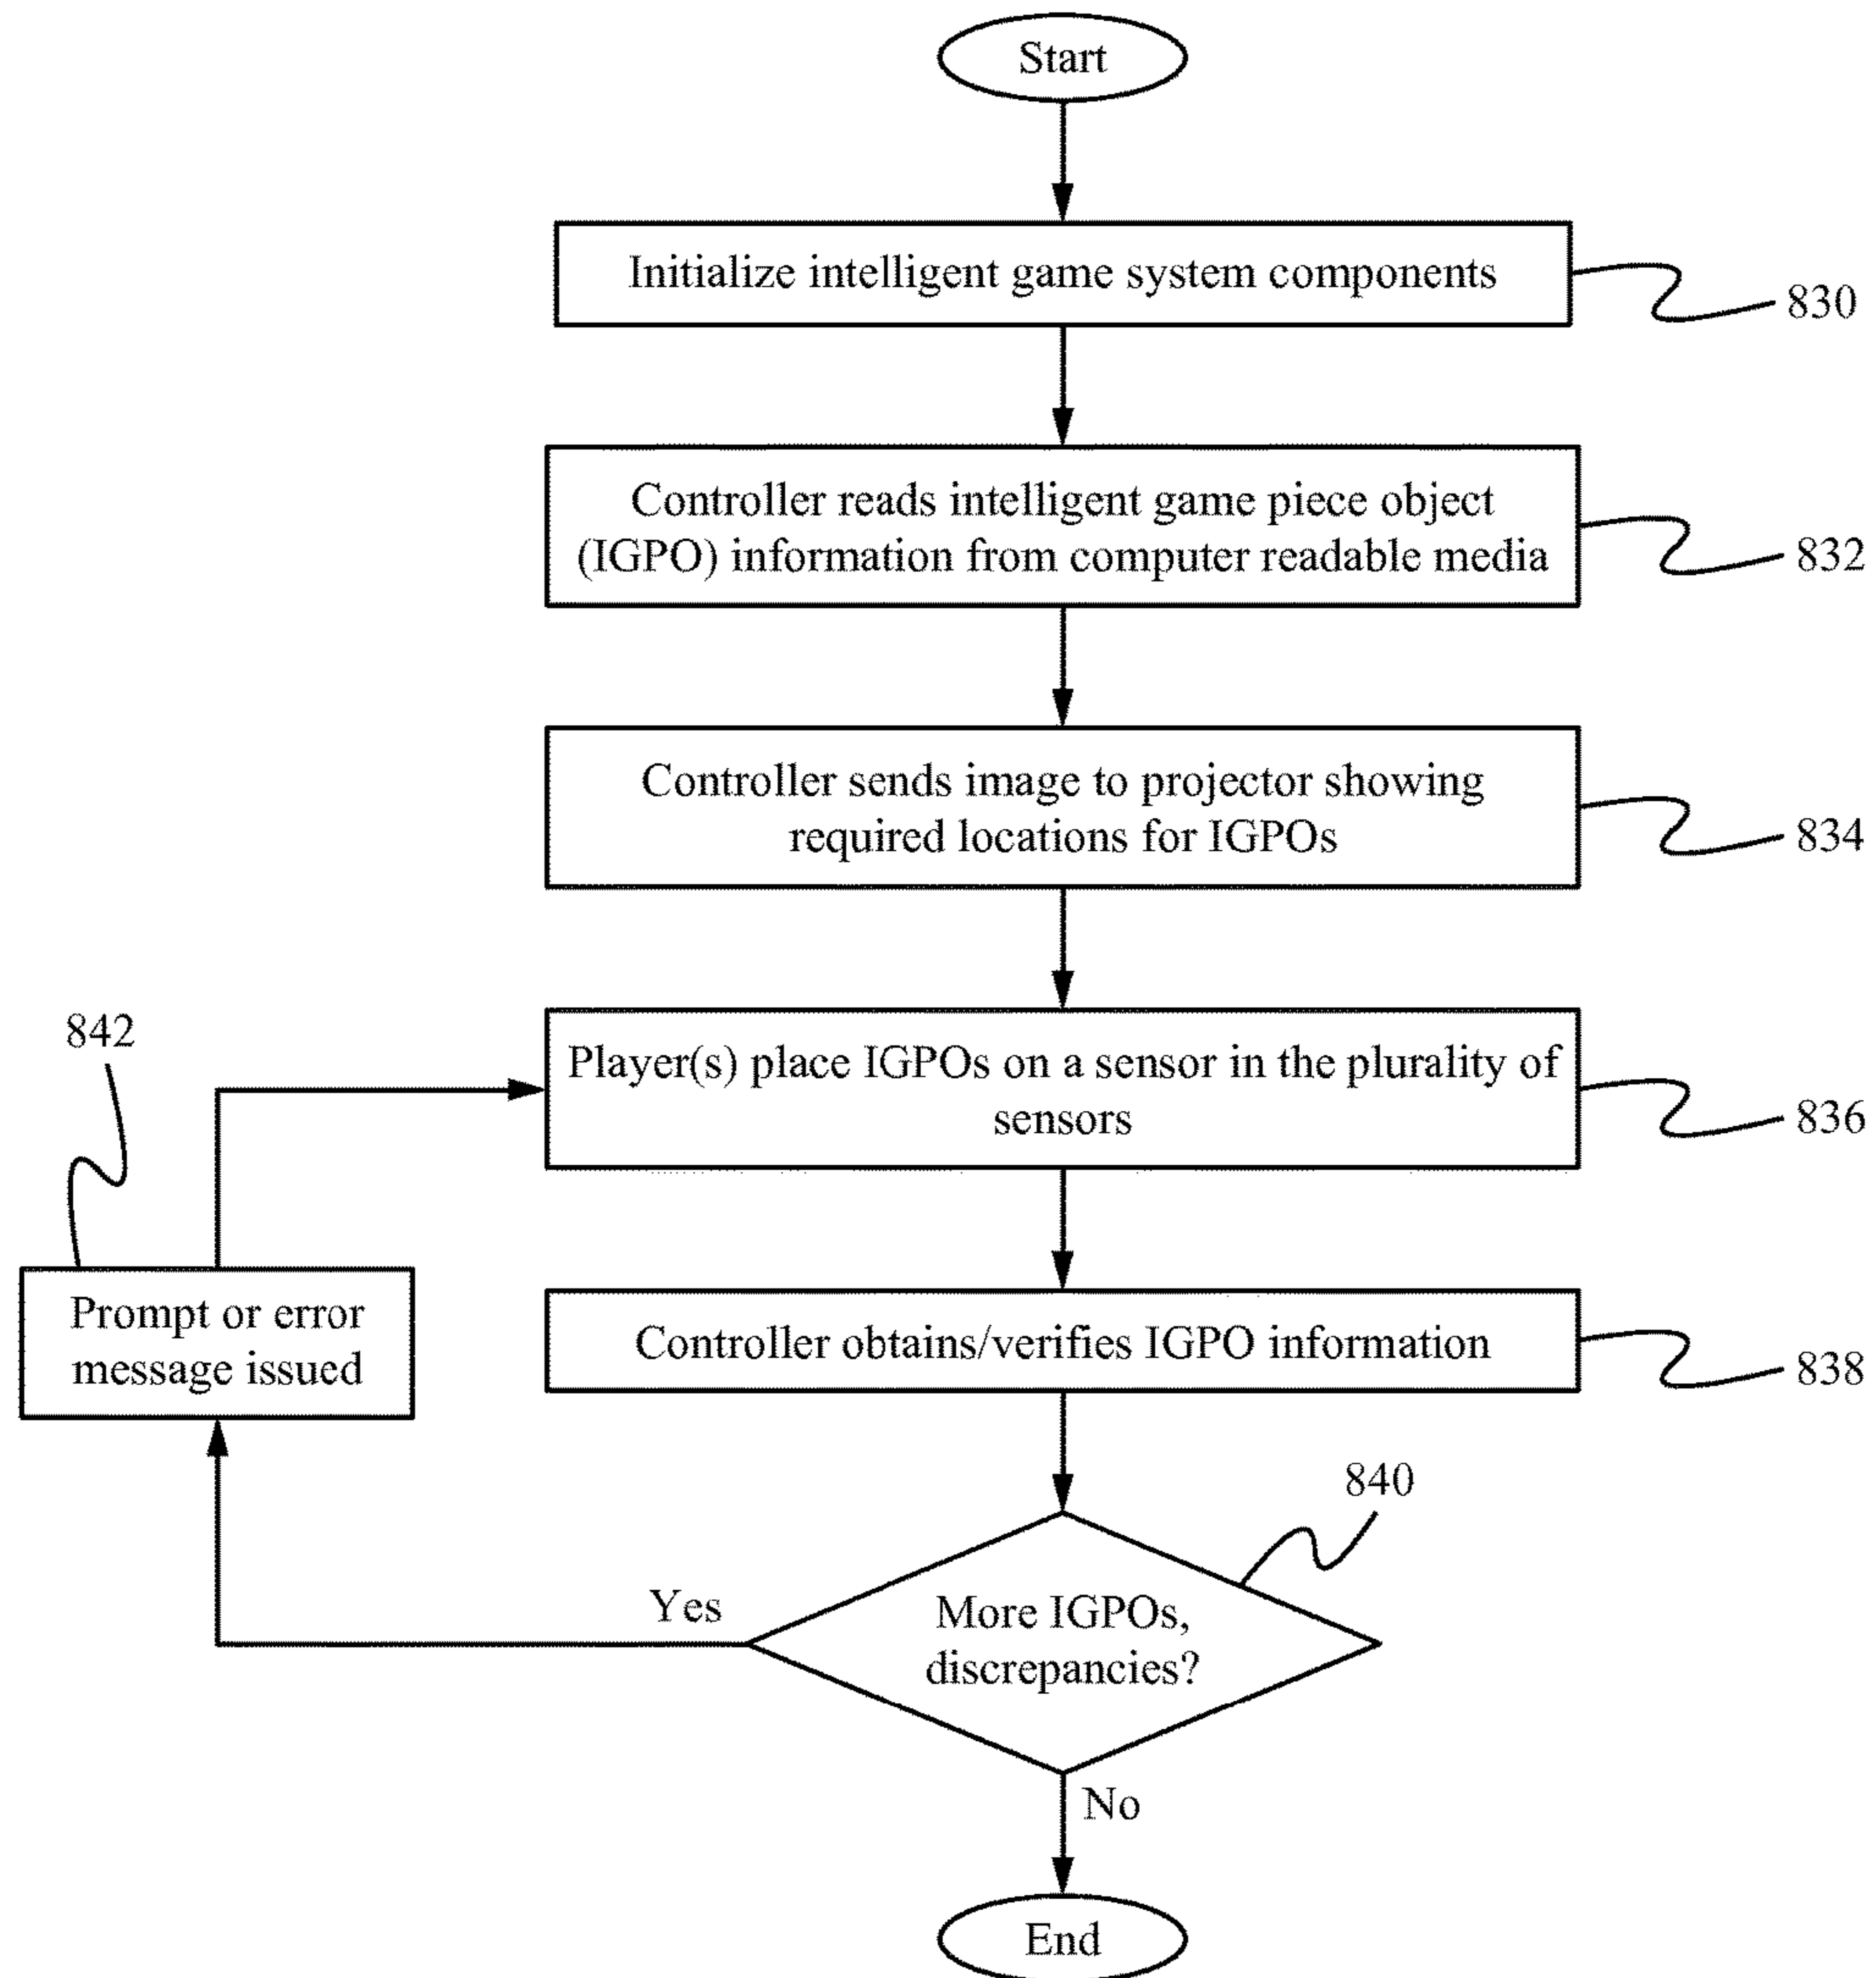 Start
Initialize intelligent game system components
830
Controller reads intelligent game piece object
(IGPO) information from computer readable media
832
Controller sends image to projector showing
required locations for IGPOs
834
Player(s) place IGPOs on a sensor in the plurality of
sensors
836
842
Prompt or error
message issued
Controller obtains/verifies IGPO information
838
840
More IGPOs,
discrepancies?
Yes
No
End